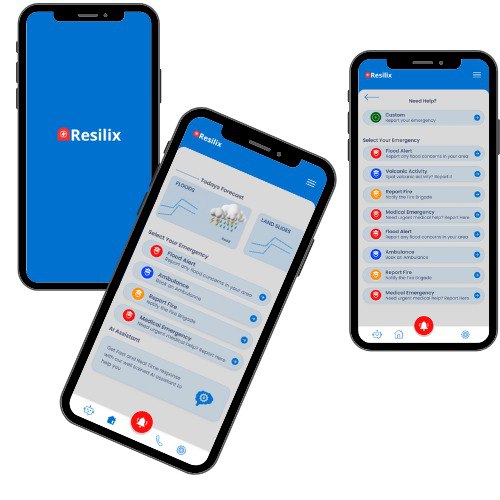 Resilix
Resilix
Todays Forecast
FLOODS
LAND SLIDES
Select Your Emergency
Flood Alert
Report any flood concerns in your area
Ambulance
Book an Ambulance
Report Fire
Notify the Fire Brigade
Medical Emergency
Need urgent medical help? Report Here
AI Assistant
Get Fast and Real time response
with our well trained AI assistant to
help you
Resilix
Need Help?
Custom
Report your emergency
Select Your Emergency
Flood Alert
Report any flood concerns in your area
Volcanic Activity
Report Fire
Notify the Fire Brigade
Medical Emergency
Need urgent medical help? Report Here
Flood Alert
Report any flood concerns in your area
Ambulance
Book an Ambulance
Report Fire
Notify the Fire Brigade
Medical Emergency
Need urgent medical help? Report Here